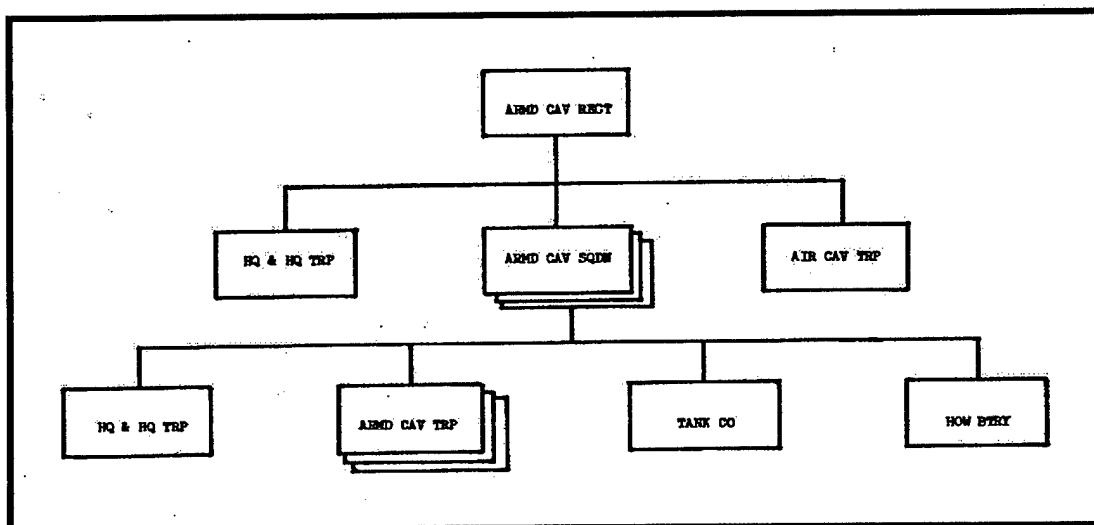 ARMD CAV REGT
HQ & HQ TRP
ARMD CAV SQDN
AIR CAV TRP
HQ & HQ TRP
ARMD CAV TRP
TANK CO
HOW BTRY